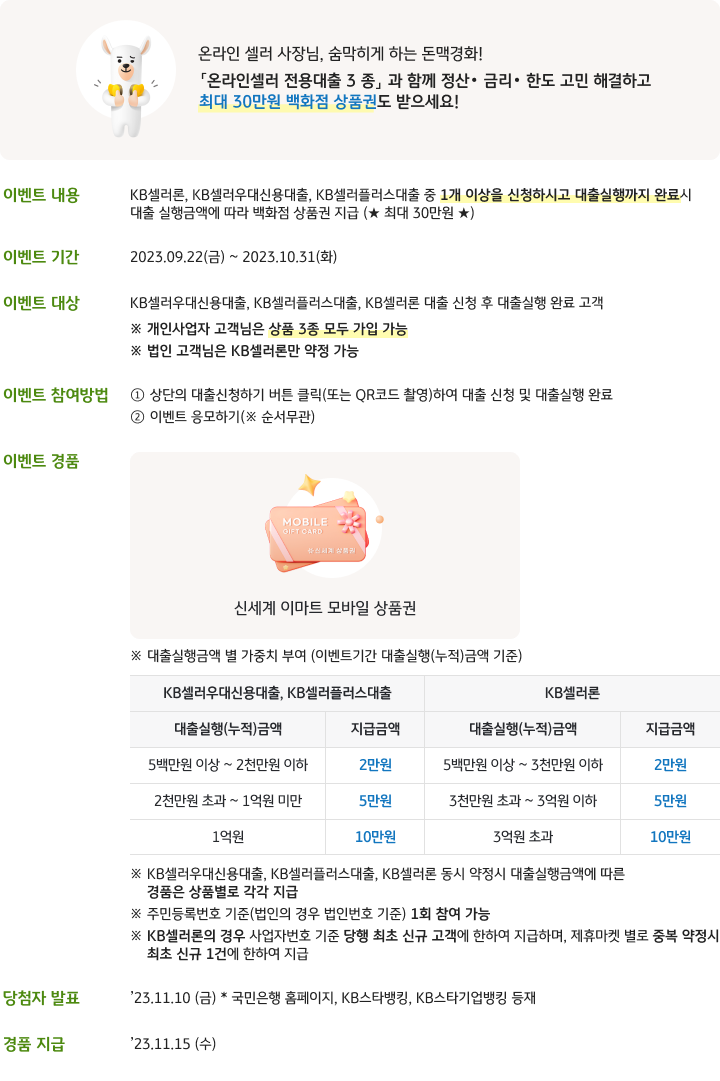 온라인 셀러 사장님, 숨막히게 하는 돈맥경화!
「온라인셀러 전용대출 3 종」 과 함께 정산• 금리• 한도 고민 해결하고
최대 30만원 백화점 상품권도 받으세요!
이벤트 내용
KB셀러론, KB셀러우대신용대출, KB셀러플러스대출 중 1개 이상을 신청하시고 대출실행까지 완료시
대출 실행금액에 따라 백화점 상품권 지급 (★ 최대 30만원 ★)
이벤트 기간
2023.09.22(금) ~ 2023.10.31(화)
이벤트 대상
KB셀러우대신용대출, KB셀러플러스대출, KB셀러론 대출 신청 후 대출실행 완료 고객
※ 개인사업자 고객님은 상품 3종 모두 가입 가능
※ 법인 고객님은 KB셀러론만 약정 가능
이벤트 참여방법
① 상단의 대출신청하기 버튼 클릭(또는 QR코드 촬영)하여 대출 신청 및 대출실행 완료
② 이벤트 응모하기(※ 순서무관)
이벤트 경품
MOBILE
GIFT CARD
신세계 상품권
신세계 이마트 모바일 상품권
※ 대출실행금액 별 가중치 부여 (이벤트기간 대출실행(누적)금액 기준)
KB셀러우대신용대출, KB셀러플러스대출 KB셀러론
대출실행(누적)금액 지급금액 대출실행(누적)금액 지급금액
5백만원 이상 ~ 2천만원 이하 2만원 5백만원 이상 ~ 3천만원 이하 2만원
2천만원 초과 ~ 1억원 미만 5만원 3천만원 초과 ~ 3억원 이하 5만원
1억원 10만원 3억원 초과 10만원
※ KB셀러우대신용대출, KB셀러플러스대출, KB셀러론 동시 약정시 대출실행금액에 따른
경품은 상품별로 각각 지급
※ 주민등록번호 기준(법인의 경우 법인번호 기준) 1회 참여 가능
※ KB셀러론의 경우 사업자번호 기준 당행 최초 신규 고객에 한하여 지급하며, 제휴마켓 별로 중복 약정시
최초 신규 1건에 한하여 지급
당첨자 발표
’23.11.10 (금) * 국민은행 홈페이지, KB스타뱅킹, KB스타기업뱅킹 등재
경품 지급
’23.11.15 (수)